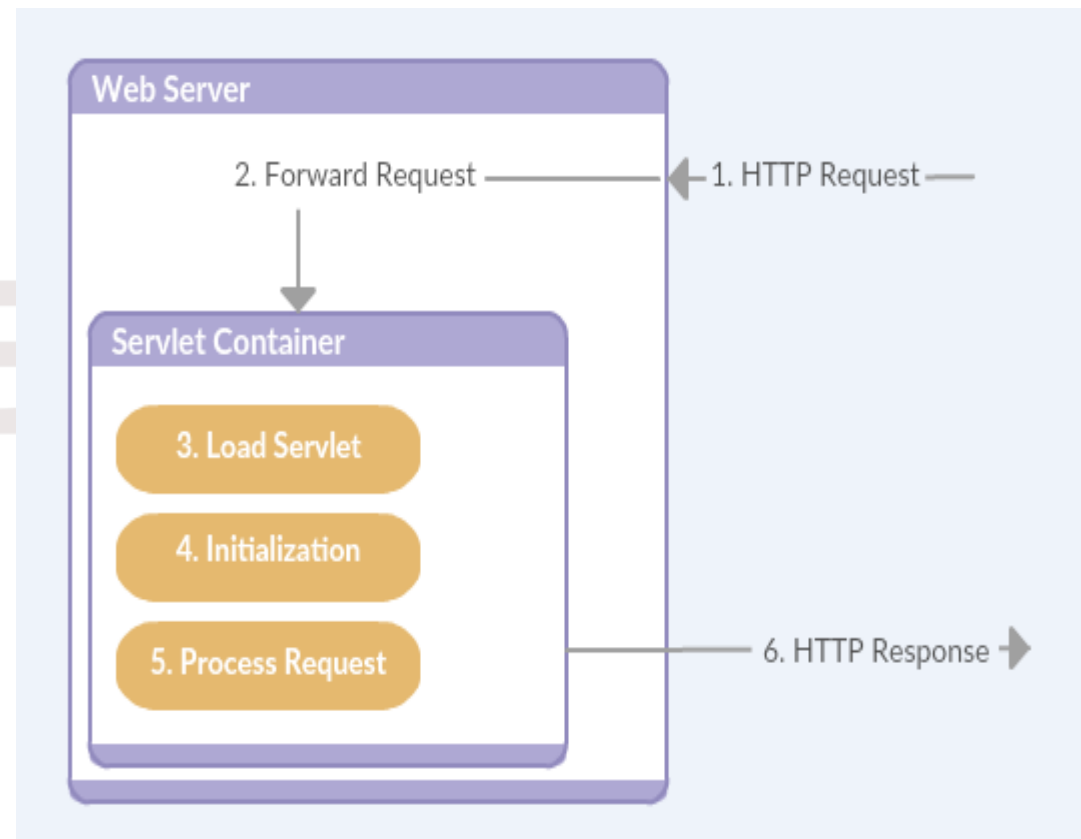 Web Server
2. Forward Request
1. HTTP Request
Servlet Container
3. Load Servlet
4. Initialization
5. Process Request
6. HTTP Response